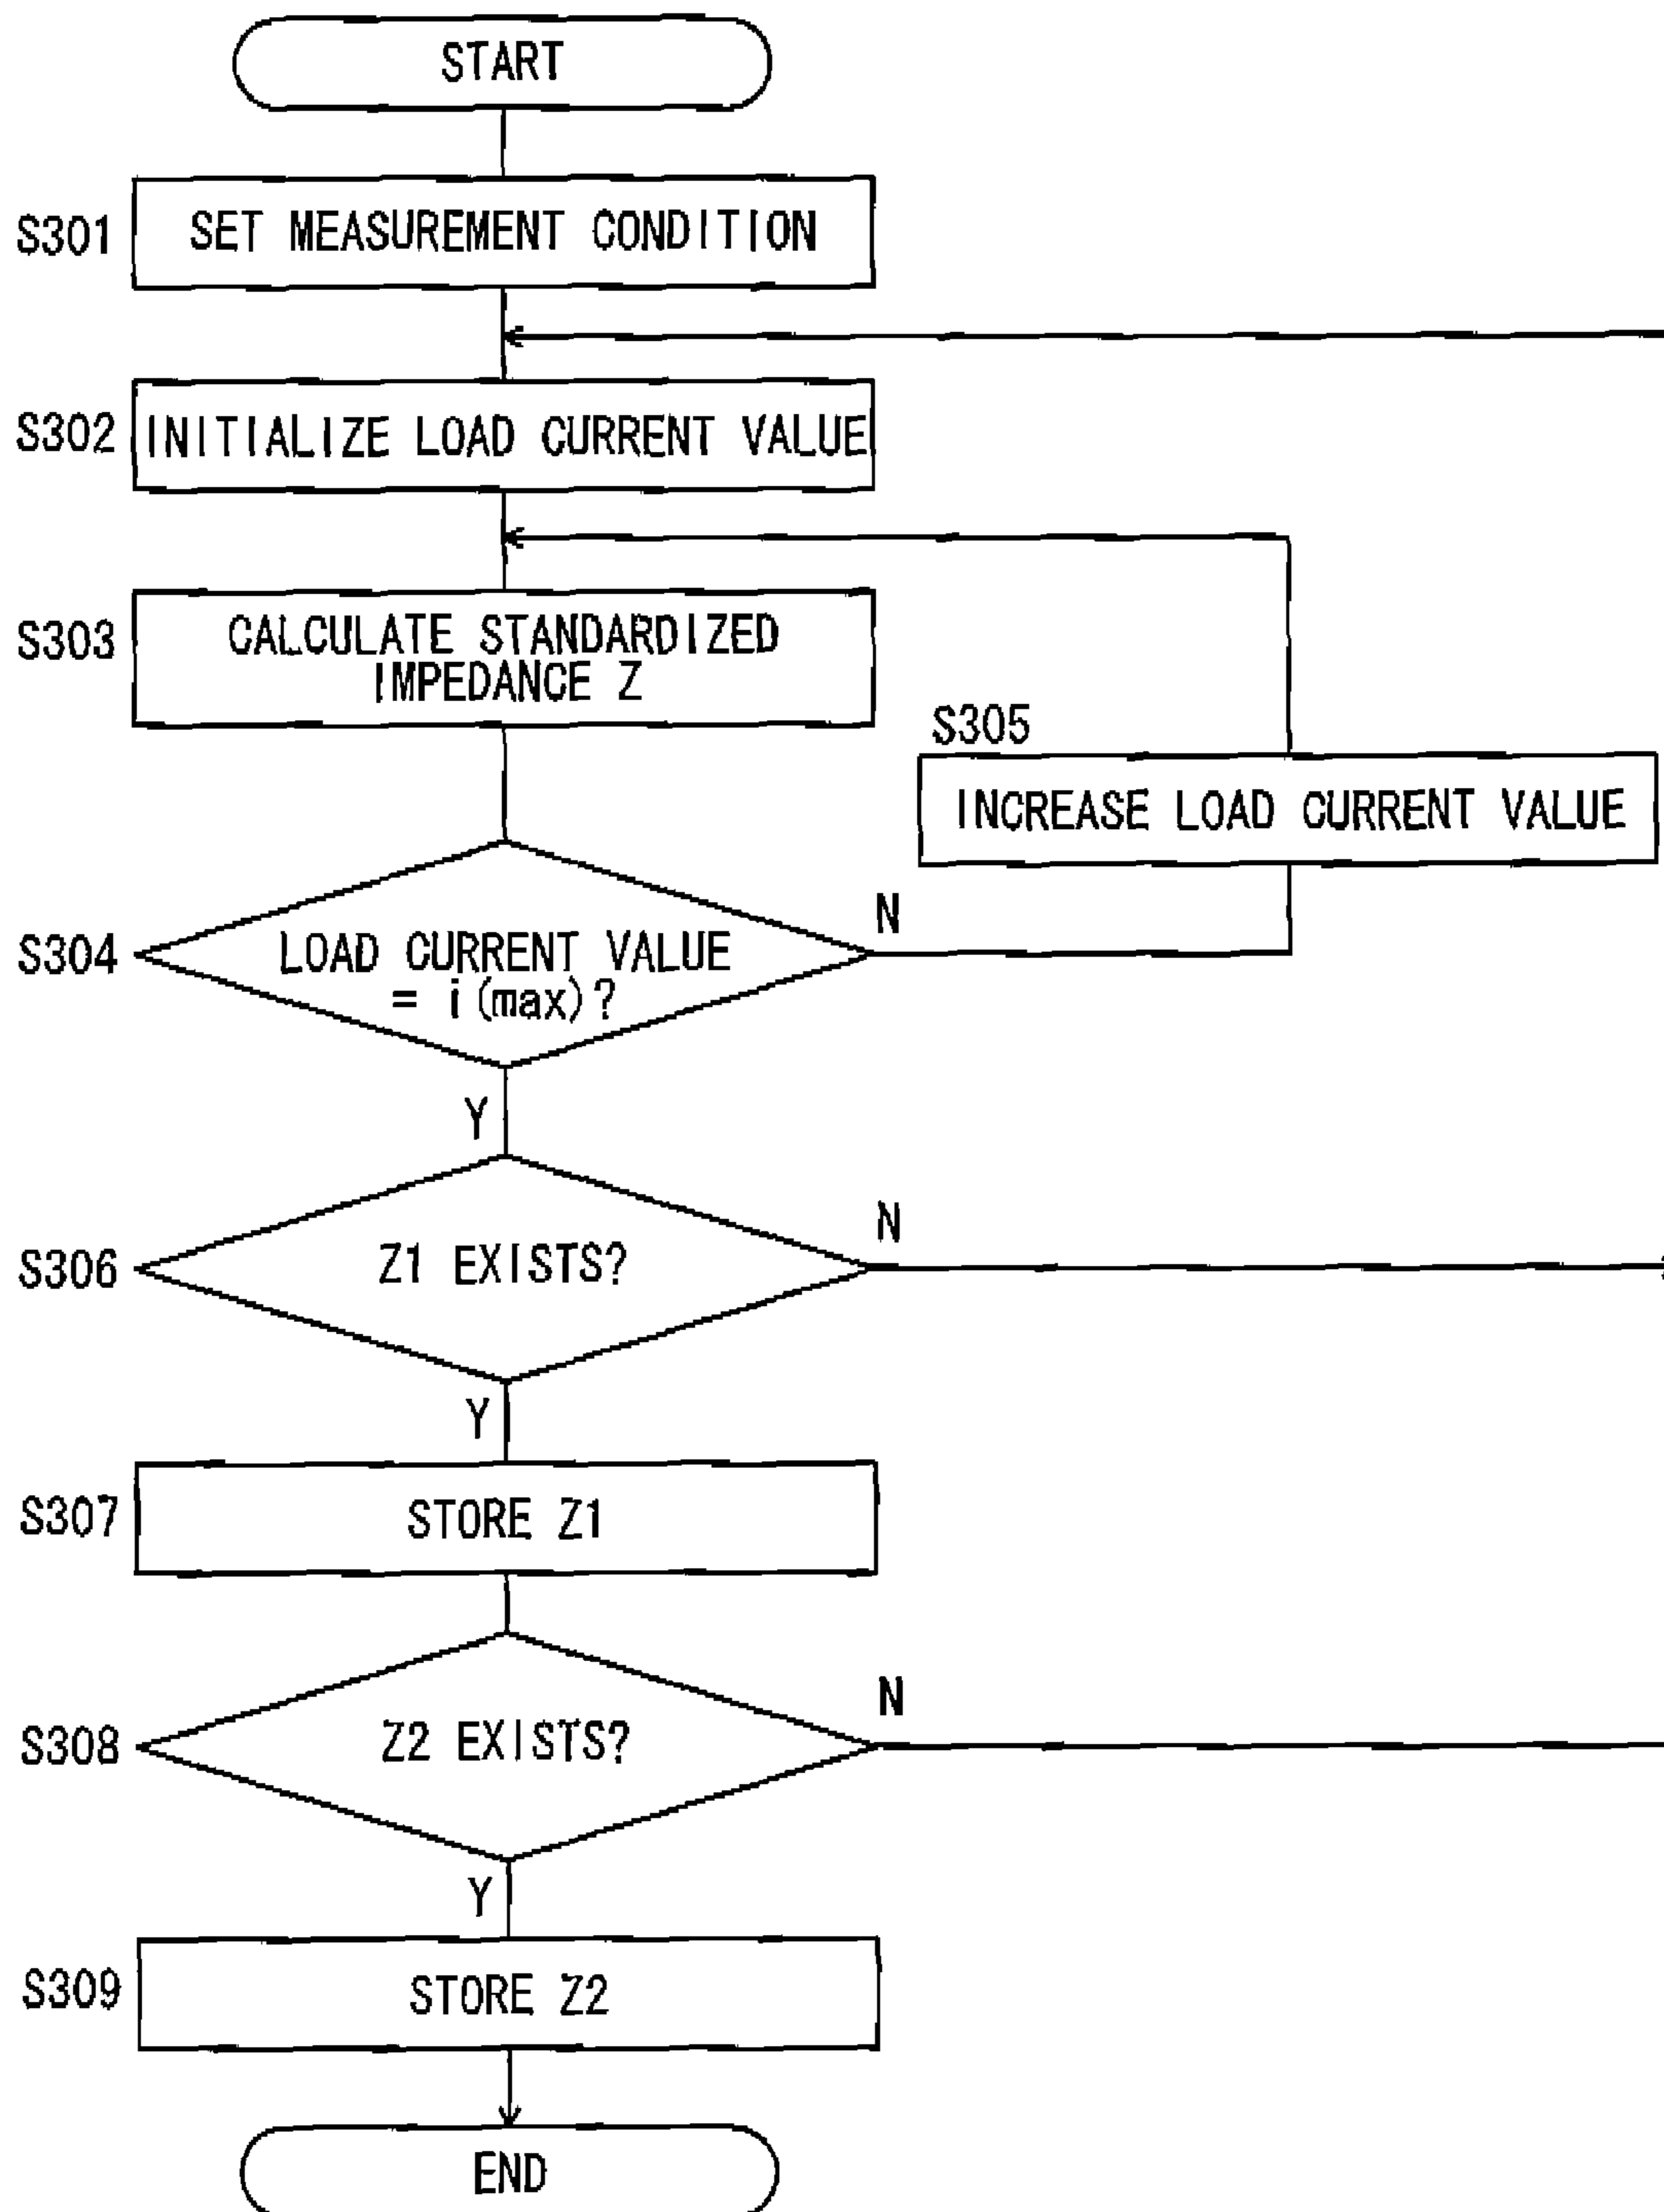 START
S301
SET MEASUREMENT CONDITION
S302
INITIALIZE LOAD CURRENT VALUE
S303
CALCULATE STANDARDIZED
IMPEDANCE Z
S305
INCREASE LOAD CURRENT VALUE
N
S304
LOAD CURRENT VALUE
= i(max)?
Y
N
S306
Z1 EXISTS?
Y
S307
STORE Z1
N
S308
Z2 EXISTS?
Y
S309
STORE Z2
END